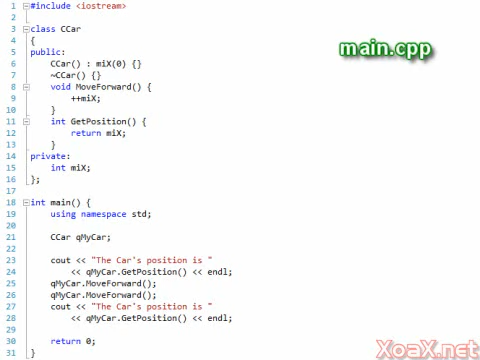 main.cpp
1 #include <iostream>
2
3 class CCar
4 {
5 public:
6     CCar() : miX(0) {}
7     ~CCar() {}
8     void MoveForward() {
9         ++miX;
10     }
11     int GetPosition() {
12         return miX;
13     }
14 private:
15     int miX;
16 };
17
18 int main() {
19     using namespace std;
20
21     CCar qMyCar;
22
23     cout << "The Car's position is "
24         << qMyCar.GetPosition() << endl;
25     qMyCar.MoveForward();
26     qMyCar.MoveForward();
27     cout << "The Car's position is "
28         << qMyCar.GetPosition() << endl;
29
30     return 0;
31 }
XoaX.net